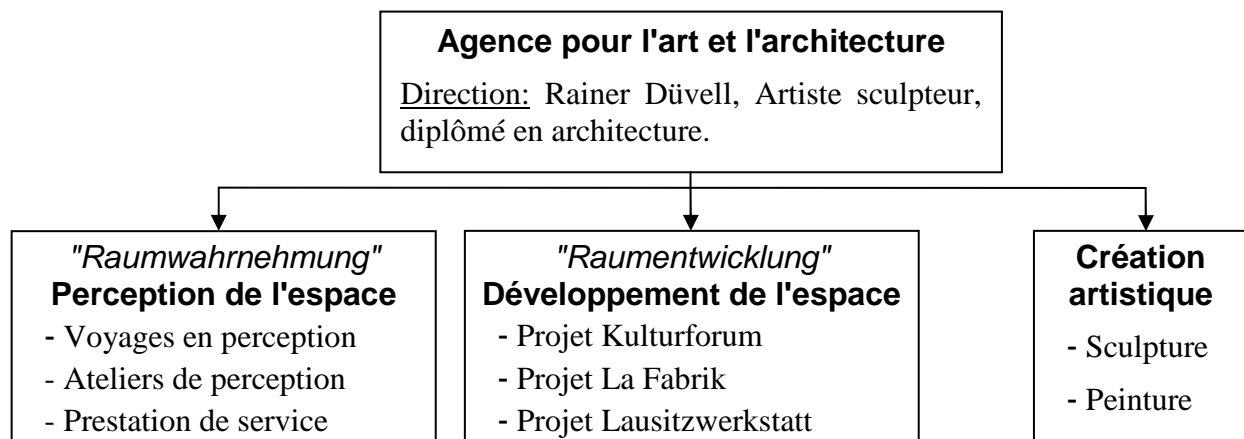 Agence pour l'art et l'architecture
Direction: Rainer Düvell, Artiste sculpteur,
diplômé en architecture.
"Raumwahrnehmung"
Perception de l'espace
- Voyages en perception
- Ateliers de perception
- Prestation de service
"Raumentwicklung"
Développement de l'espace
- Projet Kulturforum
- Projet La Fabrik
- Projet Lausitzwerkstatt
Création
artistique
- Sculpture
- Peinture